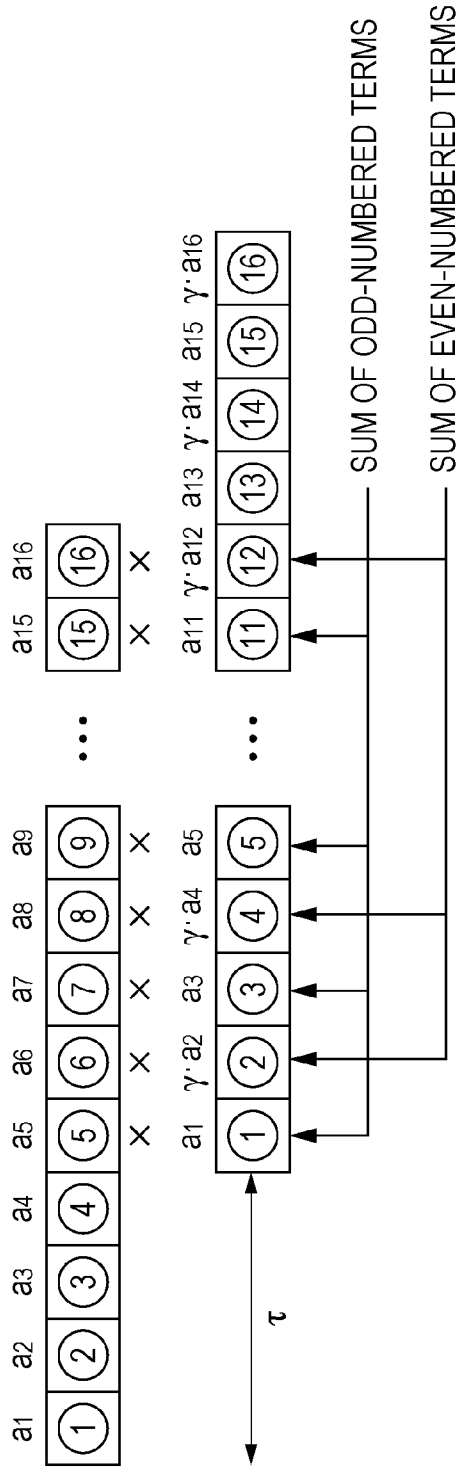 a1 a2 a3 a4 a5 a6 a7 a8 a9 a15 a16
1 2 3 4 5 6 7 8 9 ... 15 16
× × × × × × ×
a1 γ·a2 a3 γ·a4 a5 a11 γ·a12 a13 γ·a14 a15 γ·a16
1 2 3 4 5 ... 11 12 13 14 15 16
τ
SUM OF ODD-NUMBERED TERMS
SUM OF EVEN-NUMBERED TERMS